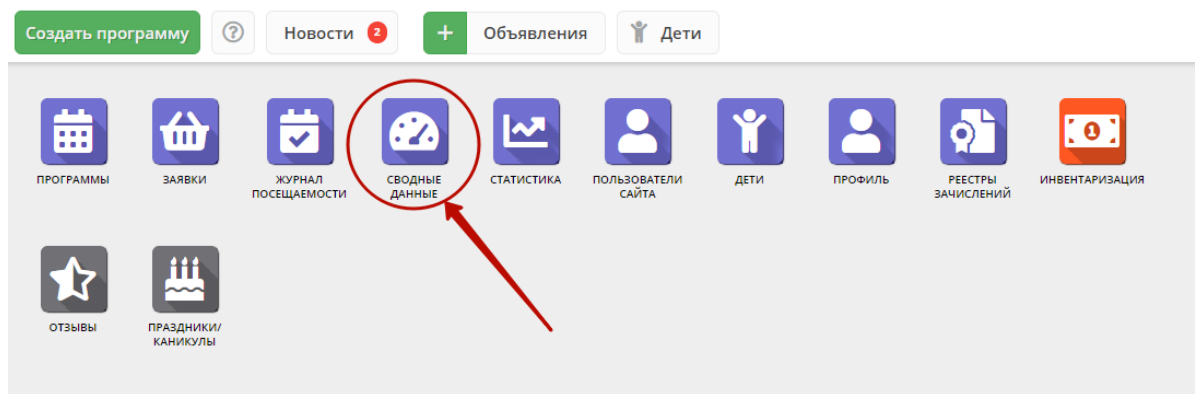 Создать программу
?
Новости 2
+ Объявления
Дети
ПРОГРАММЫ
ЗАЯВКИ
ЖУРНАЛ
ПОСЕЩАЕМОСТИ
СВОДНЫЕ
ДАННЫЕ
СТАТИСТИКА
ПОЛЬЗОВАТЕЛИ
САЙТА
ДЕТИ
ПРОФИЛЬ
РЕЕСТРЫ
ЗАЧИСЛЕНИЙ
1
ИНВЕНТАРИЗАЦИЯ
ОТЗЫВЫ
ПРАЗДНИКИ/
КАНИКУЛЫ